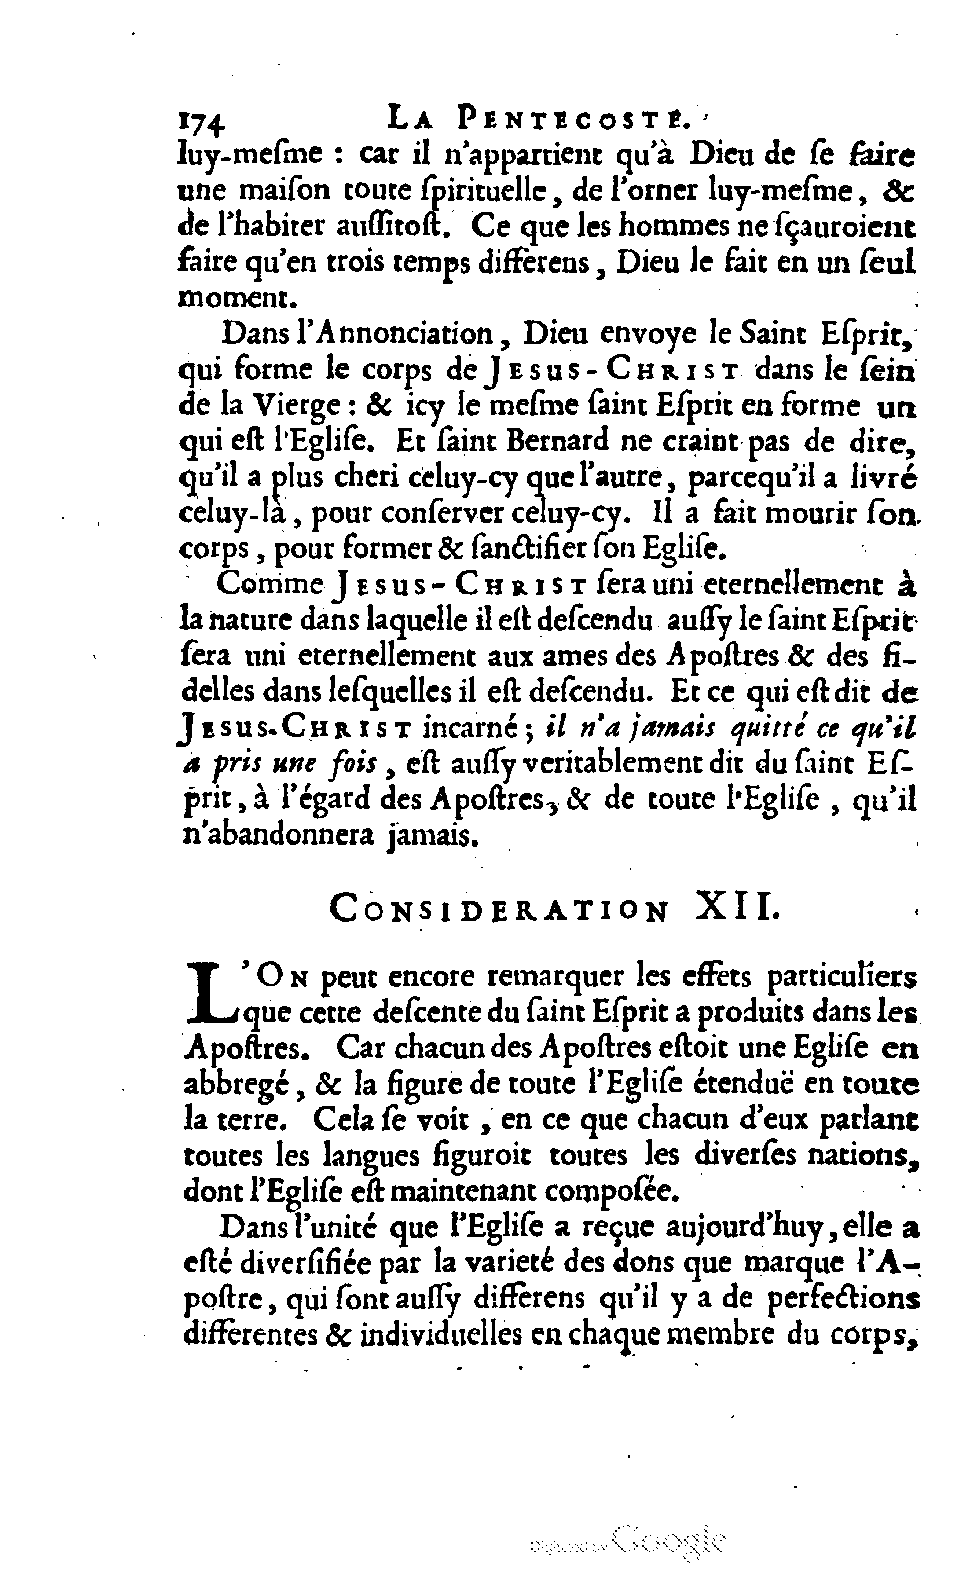 174 LA PENTECOSTE.
luy-meſme : car il n'appartient qu'à Dieu de ſe faire
une maiſon toute ſpirituelle, de l'orner luy-meſme, &
de l'habiter auſſitoſt. Ce que les hommes ne ſçauroient
faire qu'en trois temps differens, Dieu le fait en un ſeul
moment.
Dans l'Annonciation, Dieu envoye le Saint Eſprit,
qui forme le corps de JESUS-CHRIST dans le ſein
de la Vierge : & icy le meſme ſaint Eſprit en forme un
qui eſt l'Egliſe. Et ſaint Bernard ne craint pas de dire,
qu'il a plus cheri celuy-cy que l'autre, parcequ'il a livré
celuy-là, pour conſerver celuy-cy. Il a fait mourir ſon
corps, pour former & ſanctifier ſon Egliſe.
Comme JESUS-CHRIST ſera uni eternellement à
la nature dans laquelle il eſt deſcendu auſſy le ſaint Eſprit
ſera uni eternellement aux ames des Apoſtres & des fi-
delles dans leſquelles il eſt deſcendu. Et ce qui eſt dit de
JESUS-CHRIST incarné ; il n'a jamais quitté ce qu'il
a pris une fois, eſt auſſy veritablement dit du ſaint Eſ-
prit, à l'égard des Apoſtres, & de toute l'Egliſe, qu'il
n'abandonnera jamais.
CONSIDERATION XII.
L'ON peut encore remarquer les effets particuliers
que cette deſcente du ſaint Eſprit a produits dans les
Apoſtres. Car chacun des Apoſtres eſtoit une Egliſe en
abbregé, & la figure de toute l'Egliſe étenduë en toute
la terre. Cela ſe voit, en ce que chacun d'eux parlant
toutes les langues figuroit toutes les diverſes nations,
dont l'Egliſe eſt maintenant compoſée.
Dans l'unité que l'Egliſe a reçue aujourd'huy, elle a
eſté diverſifiée par la varieté des dons que marque l'A-
poſtre, qui ſont auſſy differens qu'il y a de perfections
differentes & individuelles en chaque membre du corps,
Digitized by Google